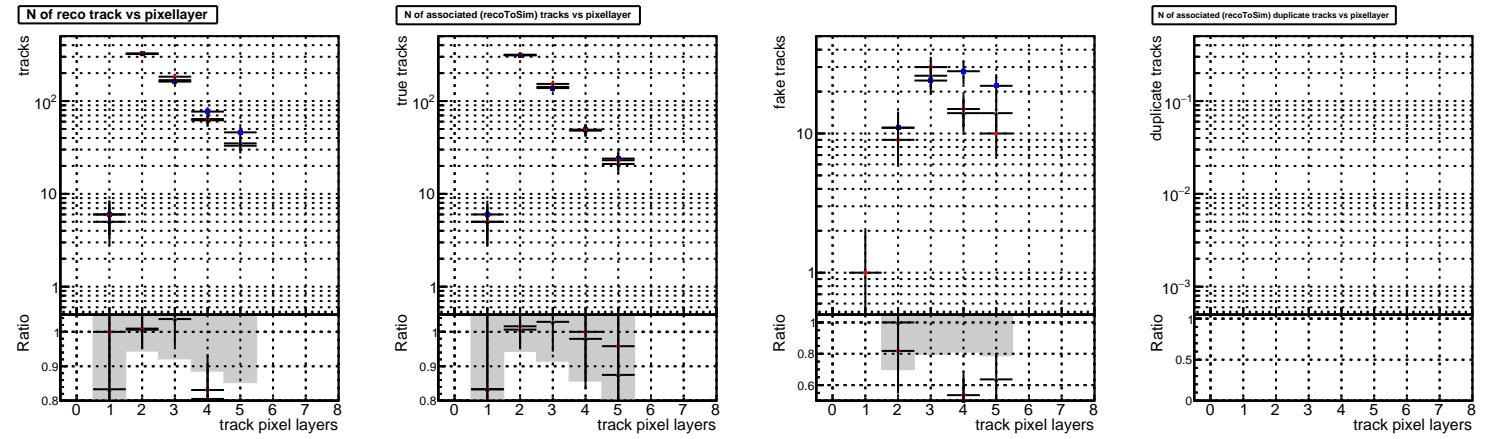 N of reco track vs pixellayer
tracks
10²
10
1
Ratio
1
0.9
0.8
0 1 2 3 4 5 6 7 8
track pixel layers
N of associated (recoToSim) tracks vs pixellayer
true tracks
10²
10
1
Ratio
1
0.9
0.8
0 1 2 3 4 5 6 7 8
track pixel layers
fake tracks
10
1
Ratio
1
0.8
0.6
0 1 2 3 4 5 6 7 8
track pixel layers
N of associated (recoToSim) duplicate tracks vs pixellayer
duplicate tracks
10⁻¹
10⁻²
10⁻³
Ratio
1
0.5
0
0 1 2 3 4 5 6 7 8
track pixel layers